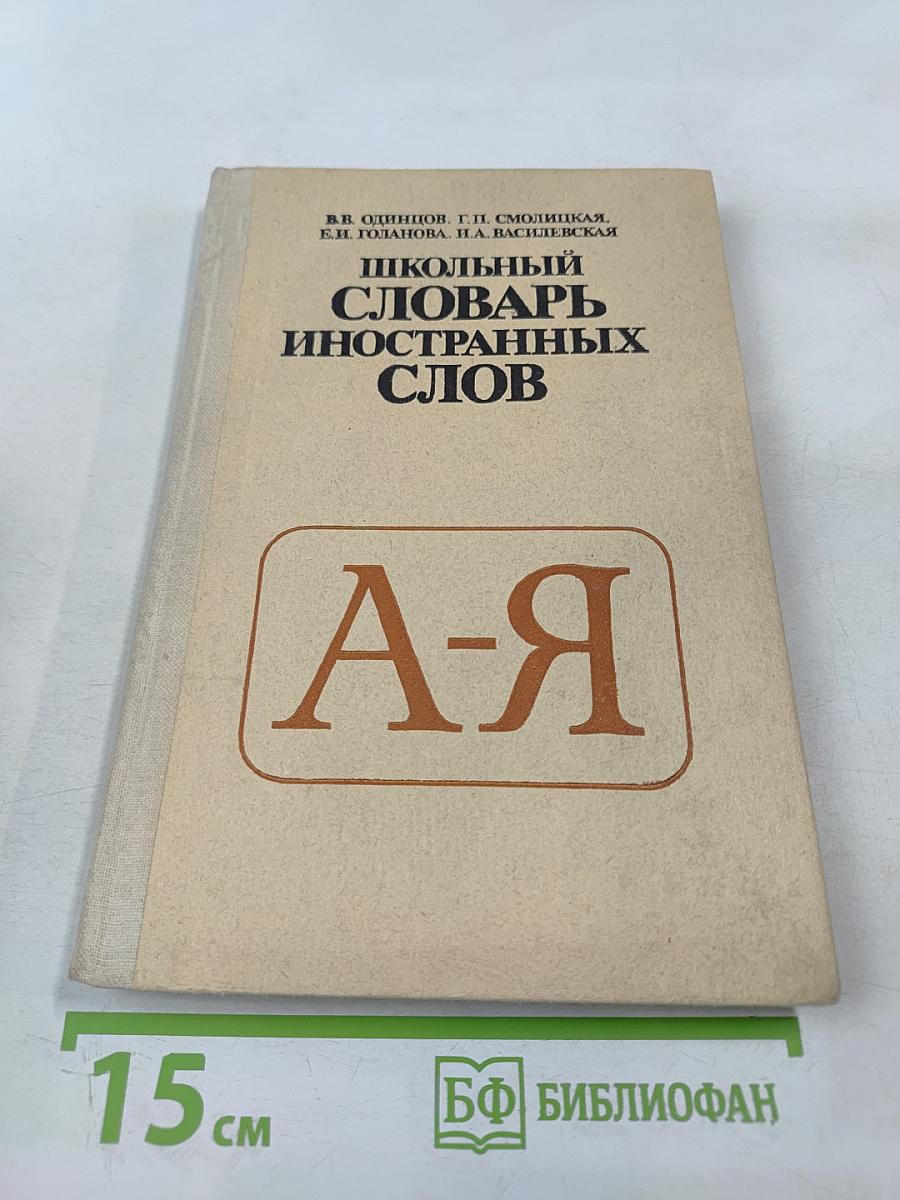 В.В. ОДИНЦОВ, Г.П. СМОЛИЦКАЯ,
Е.И. ГОЛАНОВА, И.А. ВАСИЛЕВСКАЯ
ШКОЛЬНЫЙ
СЛОВАРЬ
ИНОСТРАННЫХ
СЛОВ
А-Я
15 см
БФ БИБЛИОФАН